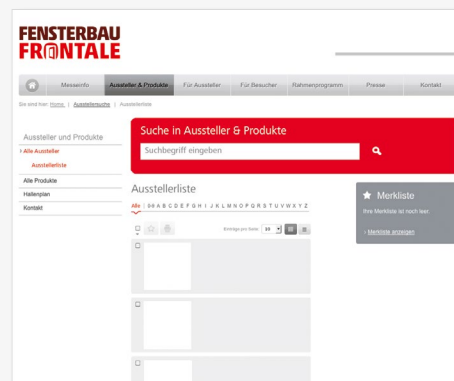 FENSTERBAU
FRONTALE
Messeinfo
Aussteller & Produkte
Für Aussteller
Für Besucher
Rahmenprogramm
Presse
Kontakt
Sie sind hier: Home | Ausstellersuche | Ausstellerliste
Aussteller und Produkte
Alle Aussteller
Ausstellerliste
Alle Produkte
Hallenplan
Kontakt
Suche in Aussteller & Produkte
Suchbegriff eingeben
Ausstellerliste
Alle | 0-9 A B C D E F G H I J K L M N O P Q R S T U V W X Y Z
Einträge pro Seite: 20
Merkliste
Ihre Merkliste ist noch leer.
› Merkliste anzeigen